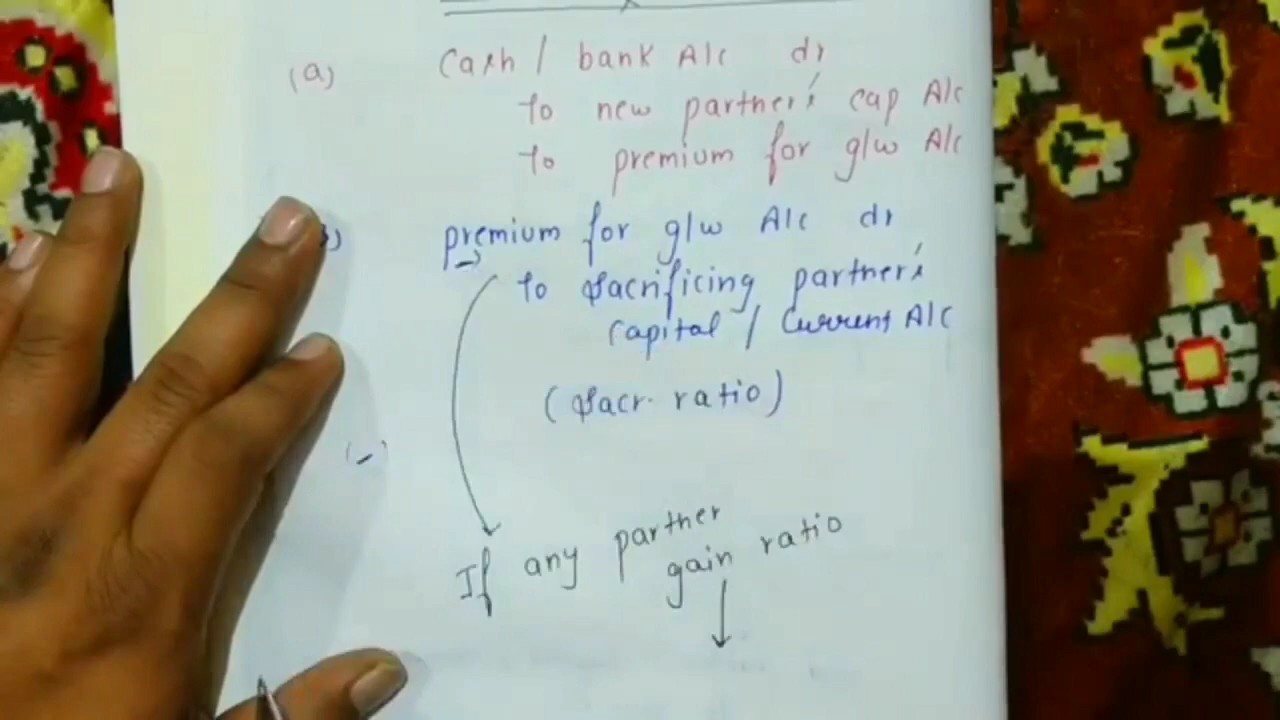 (a) Cash / bank A/c dr
To new partner's cap A/c
To premium for g/w A/c
premium for g/w A/c dr
To Sacrificing partner's
Capital / Current A/c
(Sacr. ratio)
If any partner
gain ratio